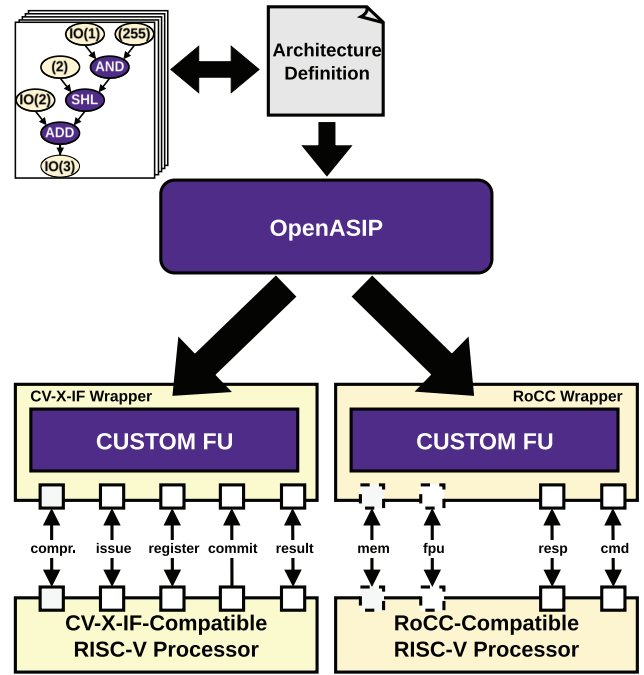 IO(1)
(255)
(2)
AND
IO(2)
SHL
ADD
IO(3)
Architecture
Definition
OpenASIP
CV-X-IF Wrapper
CUSTOM FU
RoCC Wrapper
CUSTOM FU
compr.
issue
register
commit
result
mem
fpu
resp
cmd
CV-X-IF-Compatible
RISC-V Processor
RoCC-Compatible
RISC-V Processor